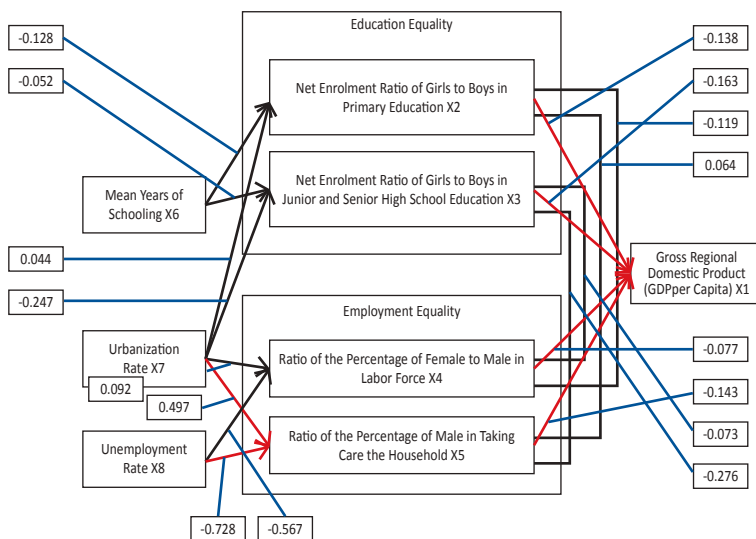 Education Equality
-0.128
-0.052
Net Enrolment Ratio of Girls to Boys in
Primary Education X2
-0.138
-0.163
-0.119
0.064
Net Enrolment Ratio of Girls to Boys in
Junior and Senior High School Education X3
Mean Years of
Schooling X6
0.044
-0.247
Gross Regional
Domestic Product
(GDPper Capita) X1
Employment Equality
Urbanization
Rate X7
0.092
0.497
Ratio of the Percentage of Female to Male in
Labor Force X4
-0.077
-0.143
-0.073
-0.276
Unemployment
Rate X8
Ratio of the Percentage of Male in Taking
Care the Household X5
-0.728
-0.567